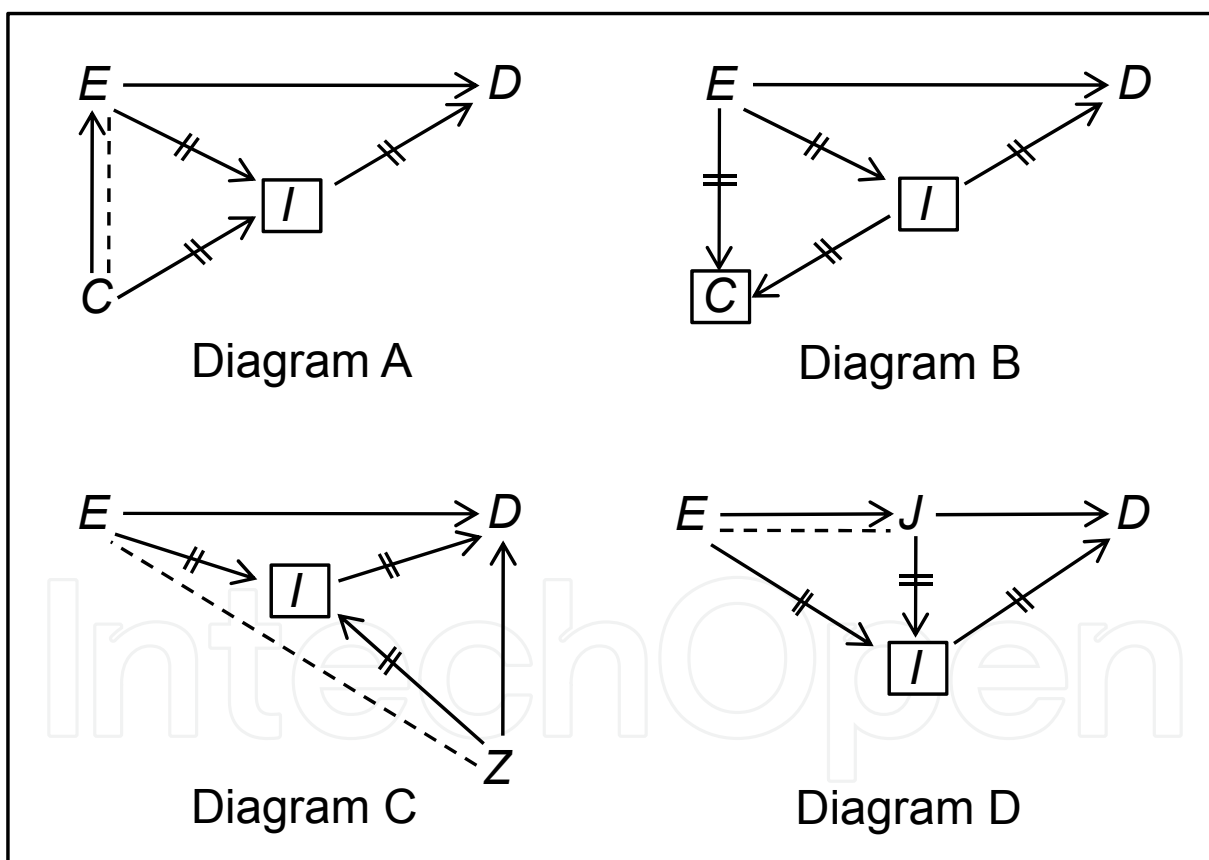 E D E D
I I
C C
Diagram A Diagram B
E D E J D
I I
Z
Diagram C Diagram D
IntechOpen